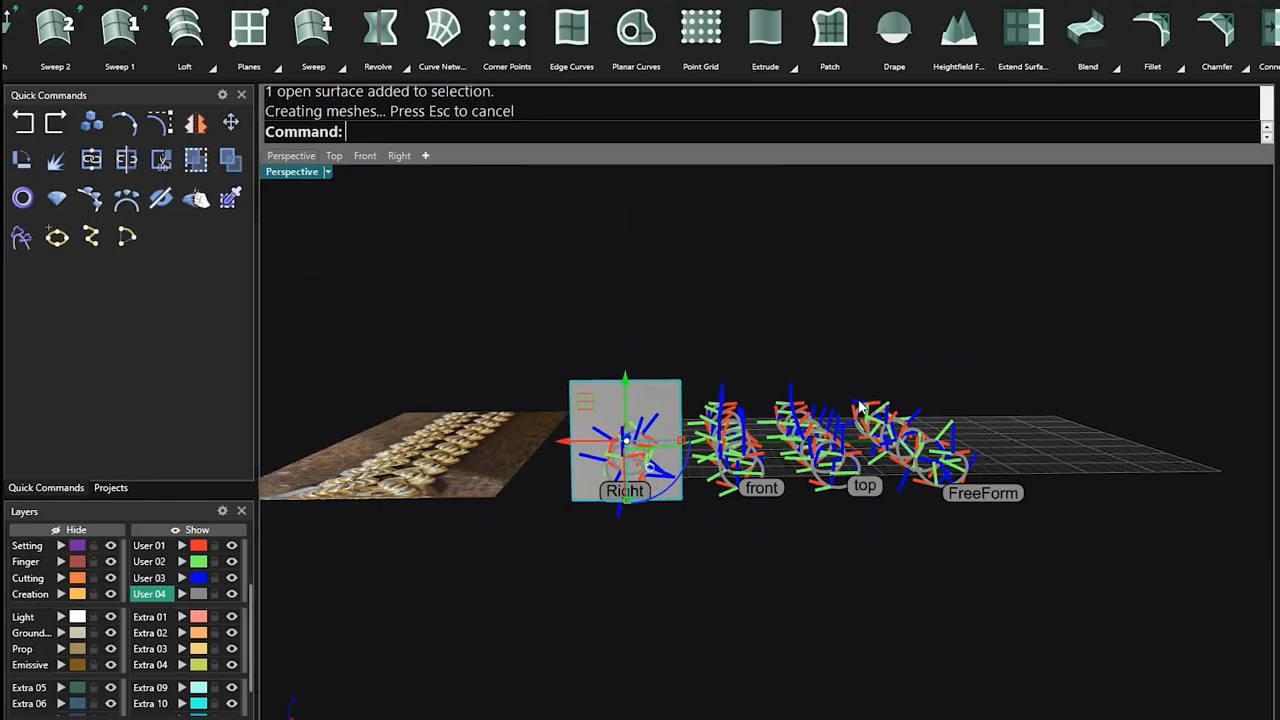 Sweep 2
Sweep 1
Loft
Planes
Sweep
Revolve
Curve Netw...
Corner Points
Edge Curves
Planar Curves
Point Grid
Extrude
Patch
Drape
Heightfield F...
Extend Surfa...
Blend
Fillet
Chamfer
Quick Commands
1 open surface added to selection.
Creating meshes... Press Esc to cancel
Command:
Perspective Top Front Right
Perspective
Right
front
top
FreeForm
Quick Commands Projects
Layers
Hide Show
Setting User 01
Finger User 02
Cutting User 03
Creation User 04
Light Extra 01
Ground... Extra 02
Prop Extra 03
Emissive Extra 04
Extra 05 Extra 09
Extra 06 Extra 10